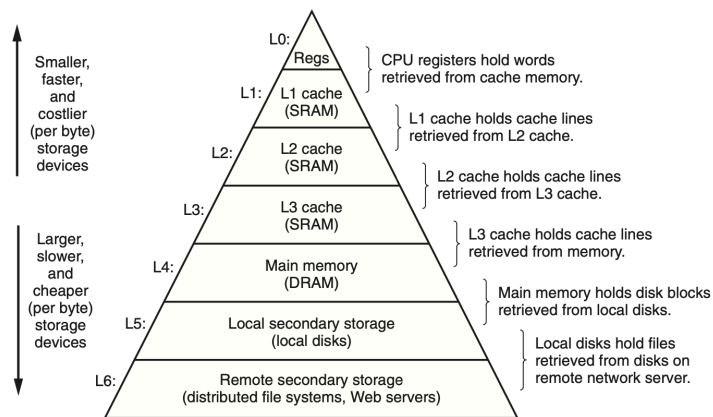 Smaller,
faster,
and
costlier
(per byte)
storage
devices
Larger,
slower,
and
cheaper
(per byte)
storage
devices
L0:
Regs
CPU registers hold words
retrieved from cache memory.
L1:
L1 cache
(SRAM)
L1 cache holds cache lines
retrieved from L2 cache.
L2:
L2 cache
(SRAM)
L2 cache holds cache lines
retrieved from L3 cache.
L3:
L3 cache
(SRAM)
L3 cache holds cache lines
retrieved from memory.
L4:
Main memory
(DRAM)
Main memory holds disk blocks
retrieved from local disks.
L5:
Local secondary storage
(local disks)
Local disks hold files
retrieved from disks on
remote network server.
L6:
Remote secondary storage
(distributed file systems, Web servers)